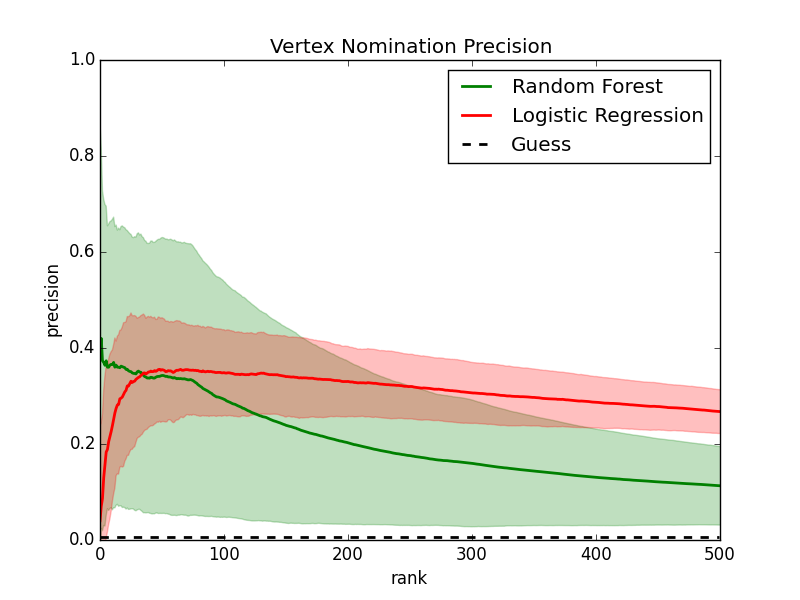 Vertex Nomination Precision
1.0
0.8
0.6
0.4
0.2
0.0
precision
Random Forest
Logistic Regression
Guess
0 100 200 300 400 500
rank